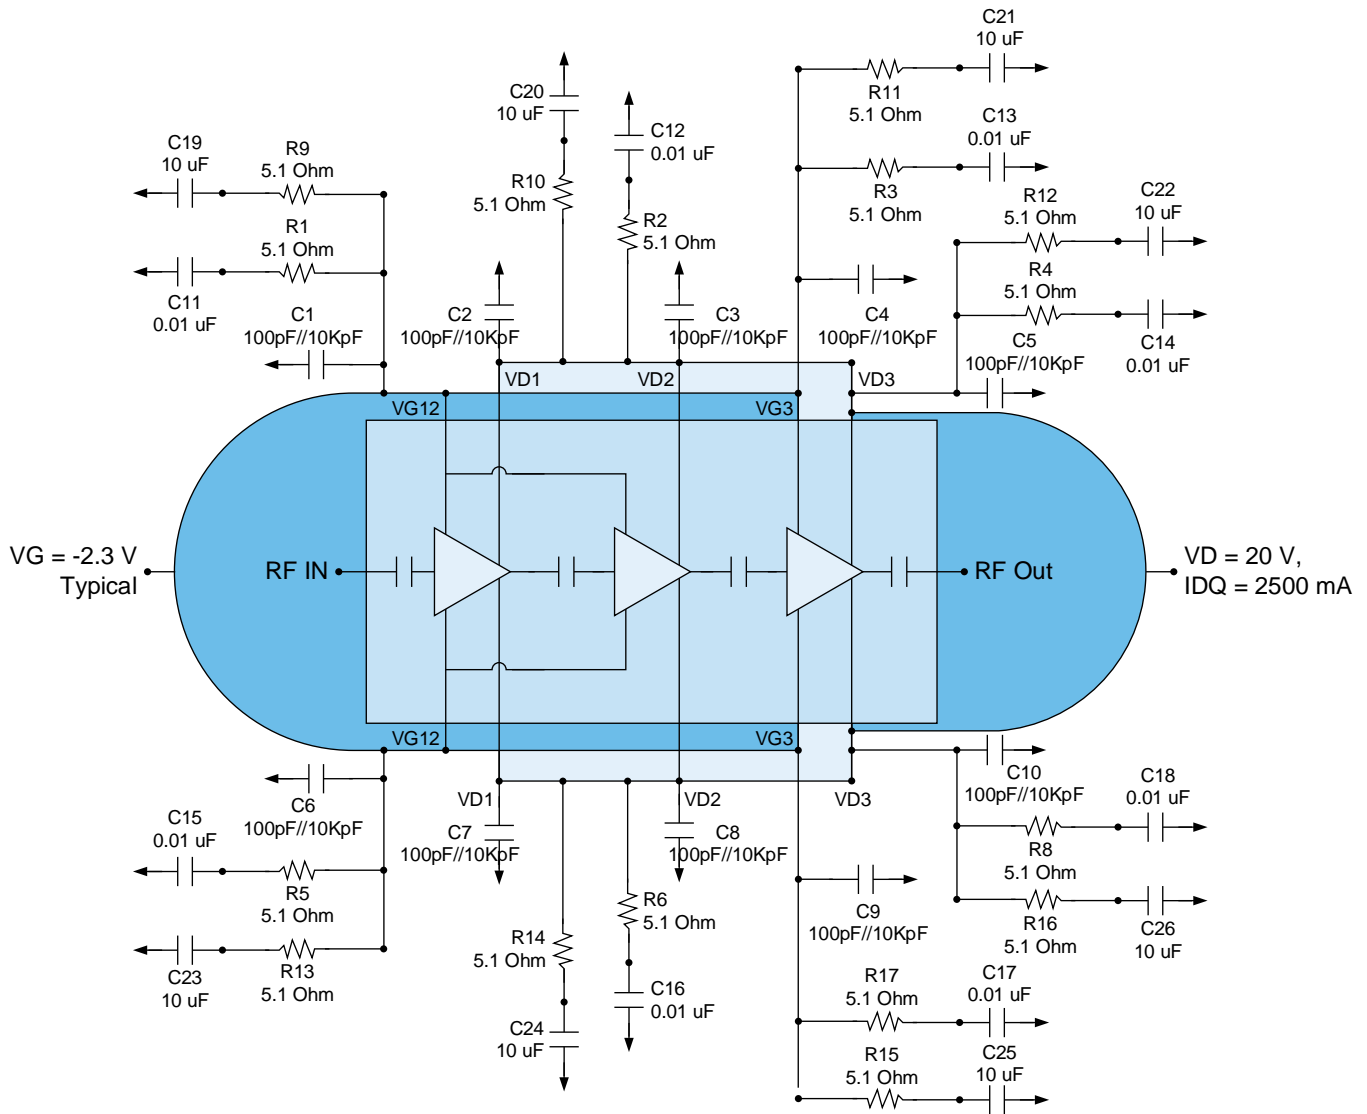 C21
10 uF
R11
5.1 Ohm
C20
10 uF
C12
0.01 uF
C13
0.01 uF
C19
10 uF
R9
5.1 Ohm
R10
5.1 Ohm
R3
5.1 Ohm
R12
5.1 Ohm
C22
10 uF
R1
5.1 Ohm
R2
5.1 Ohm
R4
5.1 Ohm
C11
0.01 uF
C1
100pF//10KpF
C2
100pF//10KpF
C3
100pF//10KpF
C4
100pF//10KpF
C5
100pF//10KpF
C14
0.01 uF
VD1
VD2
VD3
VG12
VG3
VG = -2.3 V
Typical
RF IN
RF Out
VD = 20 V,
IDQ = 2500 mA
VG12
VG3
VD1
VD2
VD3
C6
100pF//10KpF
C7
100pF//10KpF
C8
100pF//10KpF
C10
100pF//10KpF
C18
0.01 uF
C15
0.01 uF
R8
5.1 Ohm
R5
5.1 Ohm
R6
5.1 Ohm
C9
100pF//10KpF
R16
5.1 Ohm
C26
10 uF
R14
5.1 Ohm
C23
10 uF
R13
5.1 Ohm
R17
5.1 Ohm
C17
0.01 uF
C16
0.01 uF
C24
10 uF
R15
5.1 Ohm
C25
10 uF